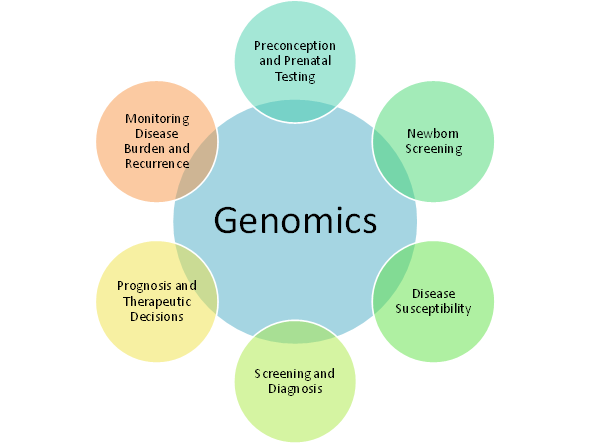 Preconception
and Prenatal
Testing
Newborn
Screening
Disease
Susceptibility
Screening and
Diagnosis
Prognosis and
Therapeutic
Decisions
Monitoring
Disease
Burden and
Recurrence
Genomics